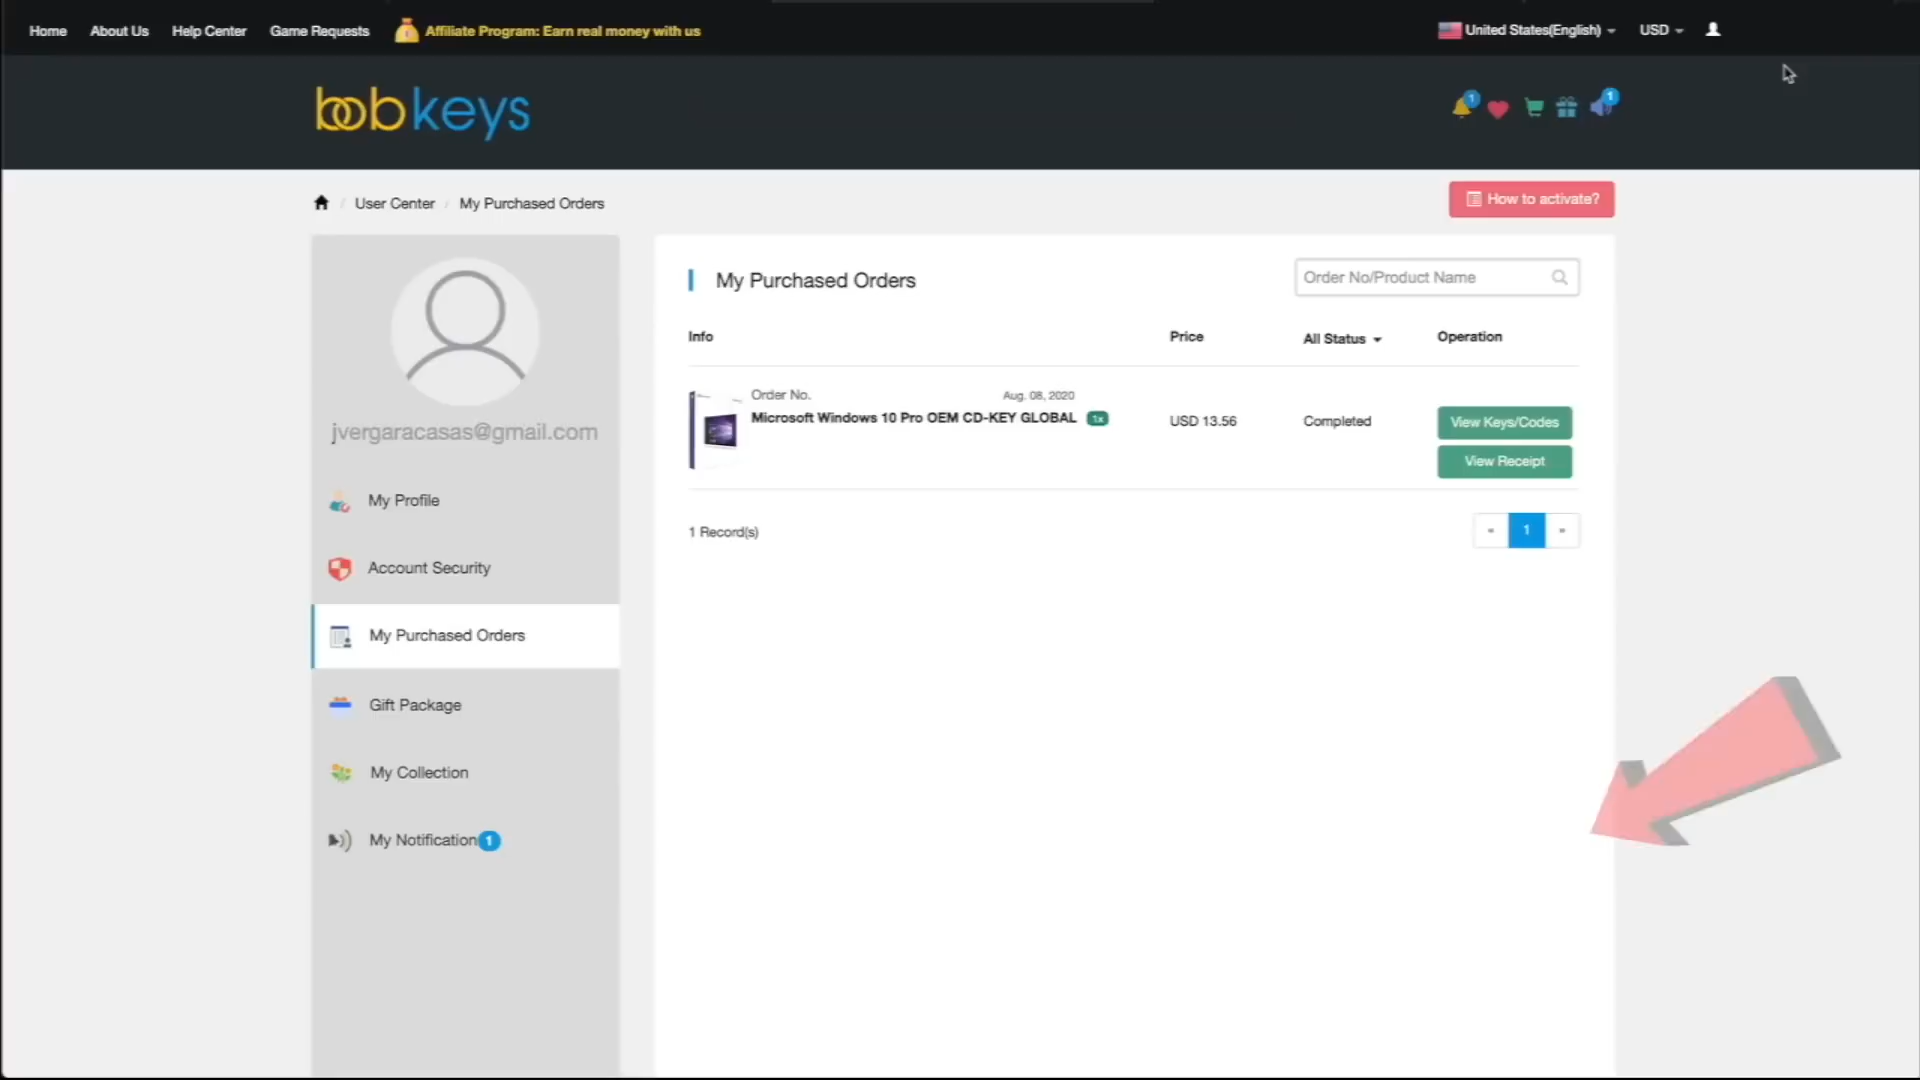 Home About Us Help Center Game Requests Affiliate Program: Earn real money with us United States(English) USD
bobkeys
1
1
User Center / My Purchased Orders
How to activate?
jvergaracasas@gmail.com
My Profile
Account Security
My Purchased Orders
Gift Package
My Collection
My Notification 1
My Purchased Orders
Order No/Product Name
Info Price All Status Operation
Order No. Aug. 08, 2020
Microsoft Windows 10 Pro OEM CD-KEY GLOBAL 1x
USD 13.56
Completed
View Keys/Codes
View Receipt
1 Record(s)
« 1 »